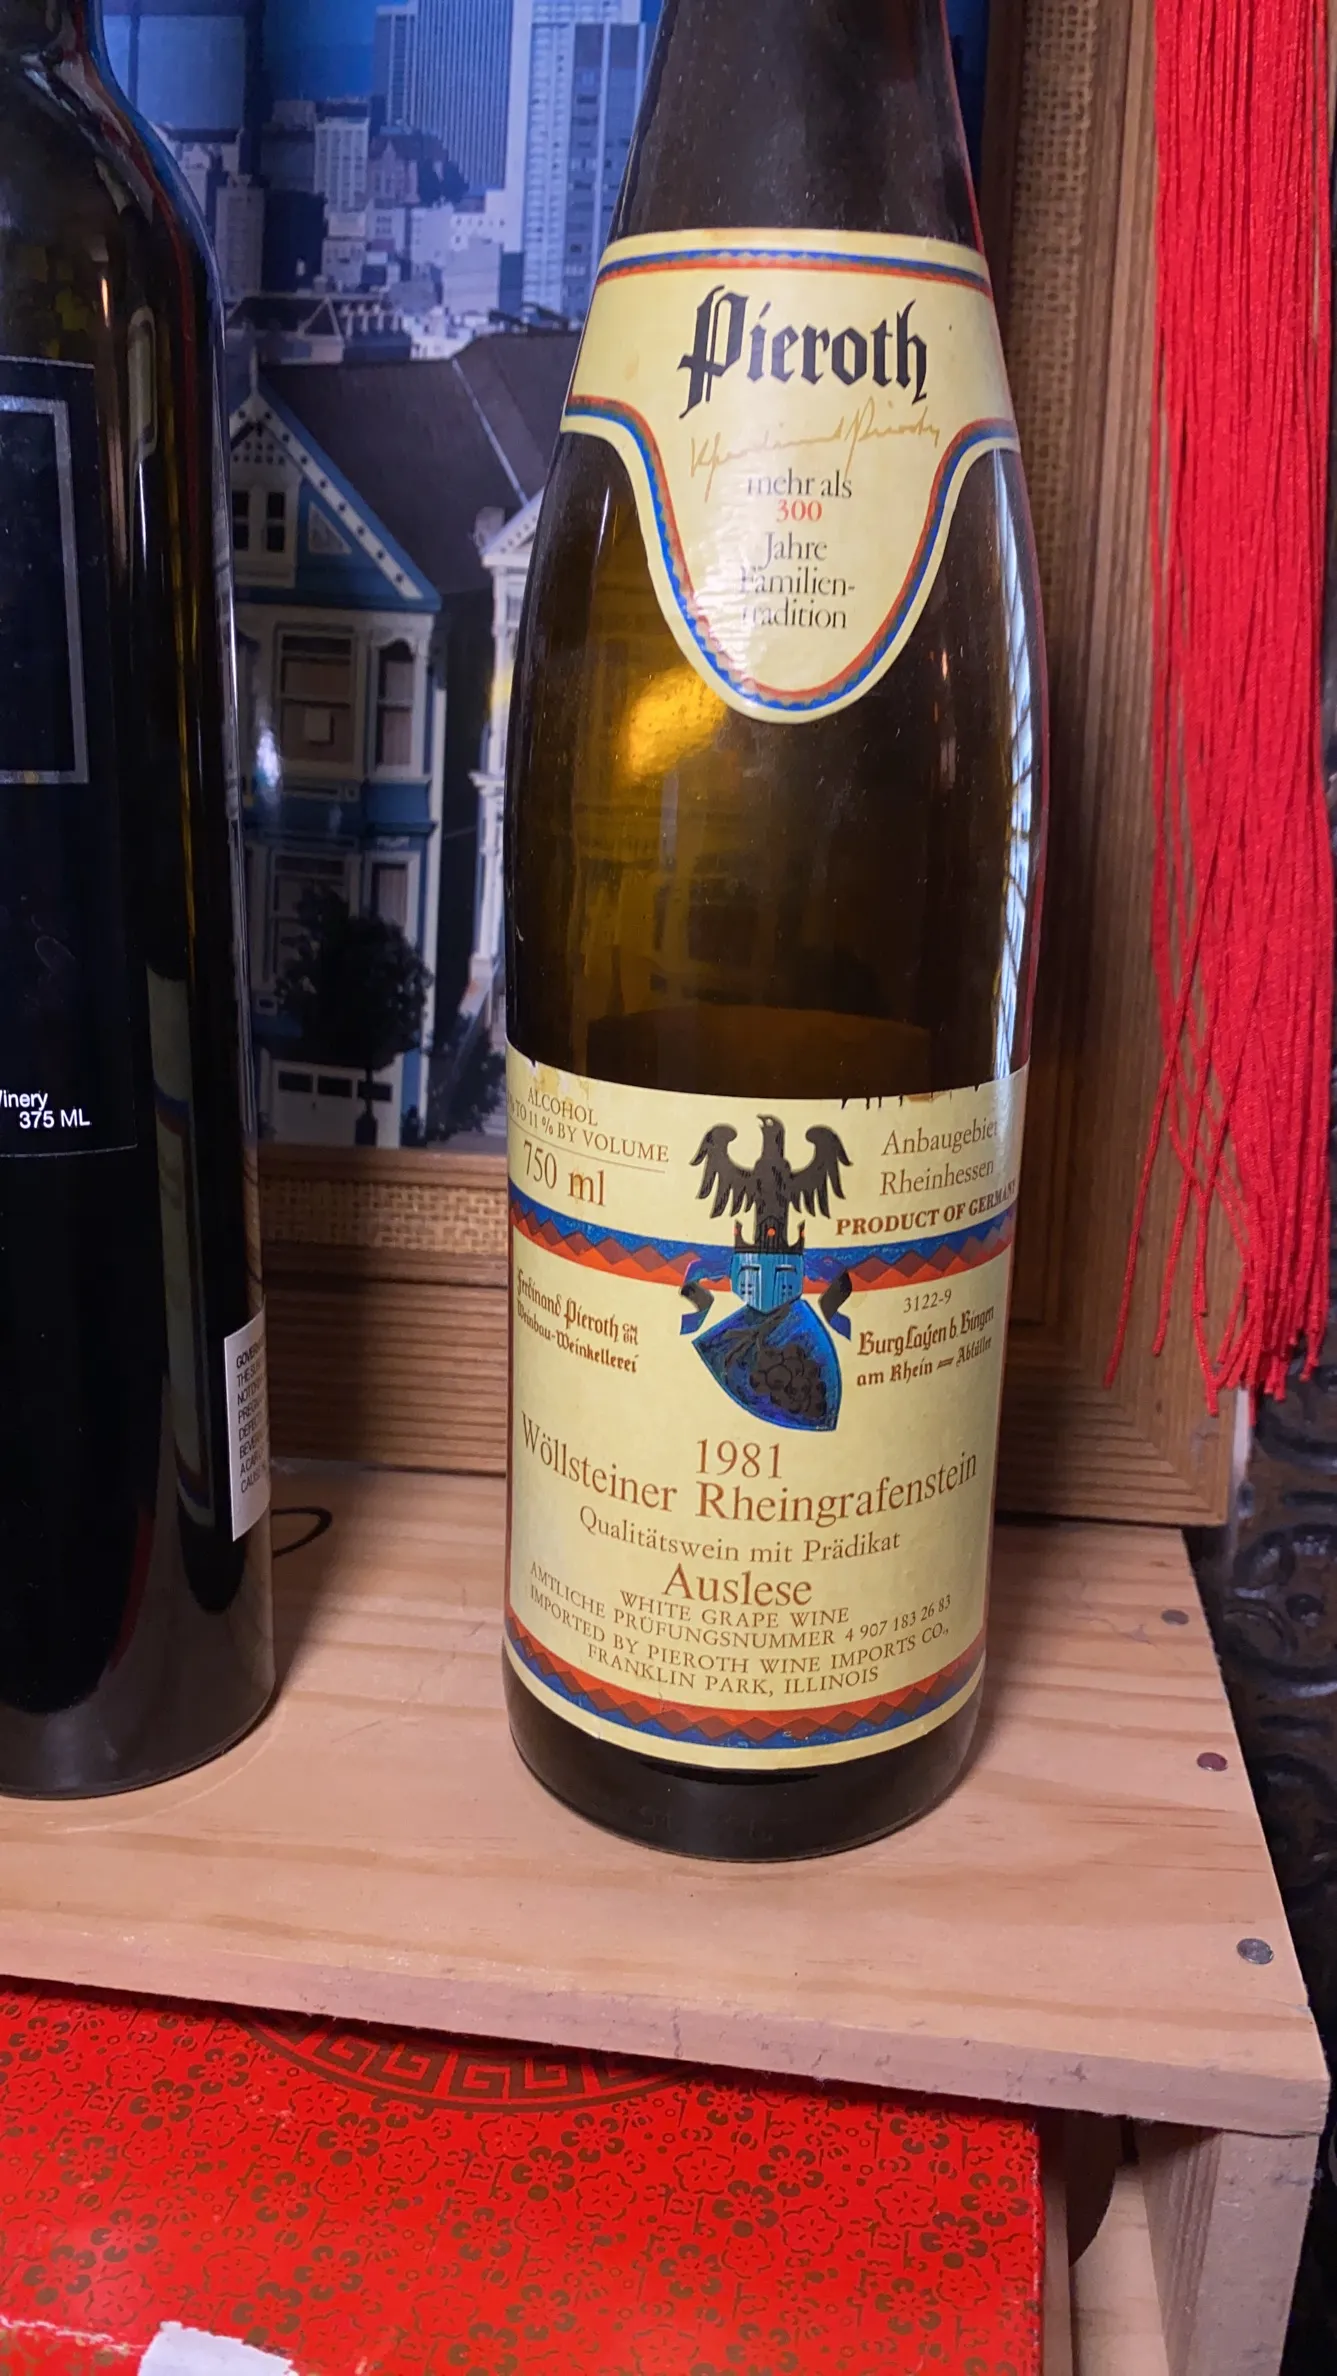 Pieroth
mehr als
300
Jahre
Familien-
tradition
ALCOHOL
TO 11 % BY VOLUME
750 ml
Anbaugebiet
Rheinhessen
PRODUCT OF GERMANY
Ferdinand Pieroth GM BH
Weinbau-Weinkellerei
3122-9
Burg Layen b. Bingen
am Rhein = Abfüller
1981
Wöllsteiner Rheingrafenstein
Qualitätswein mit Prädikat
Auslese
WHITE GRAPE WINE
AMTLICHE PRÜFUNGSNUMMER 4 907 183 26 83
IMPORTED BY PIEROTH WINE IMPORTS CO.,
FRANKLIN PARK, ILLINOIS
Winery
375 ML